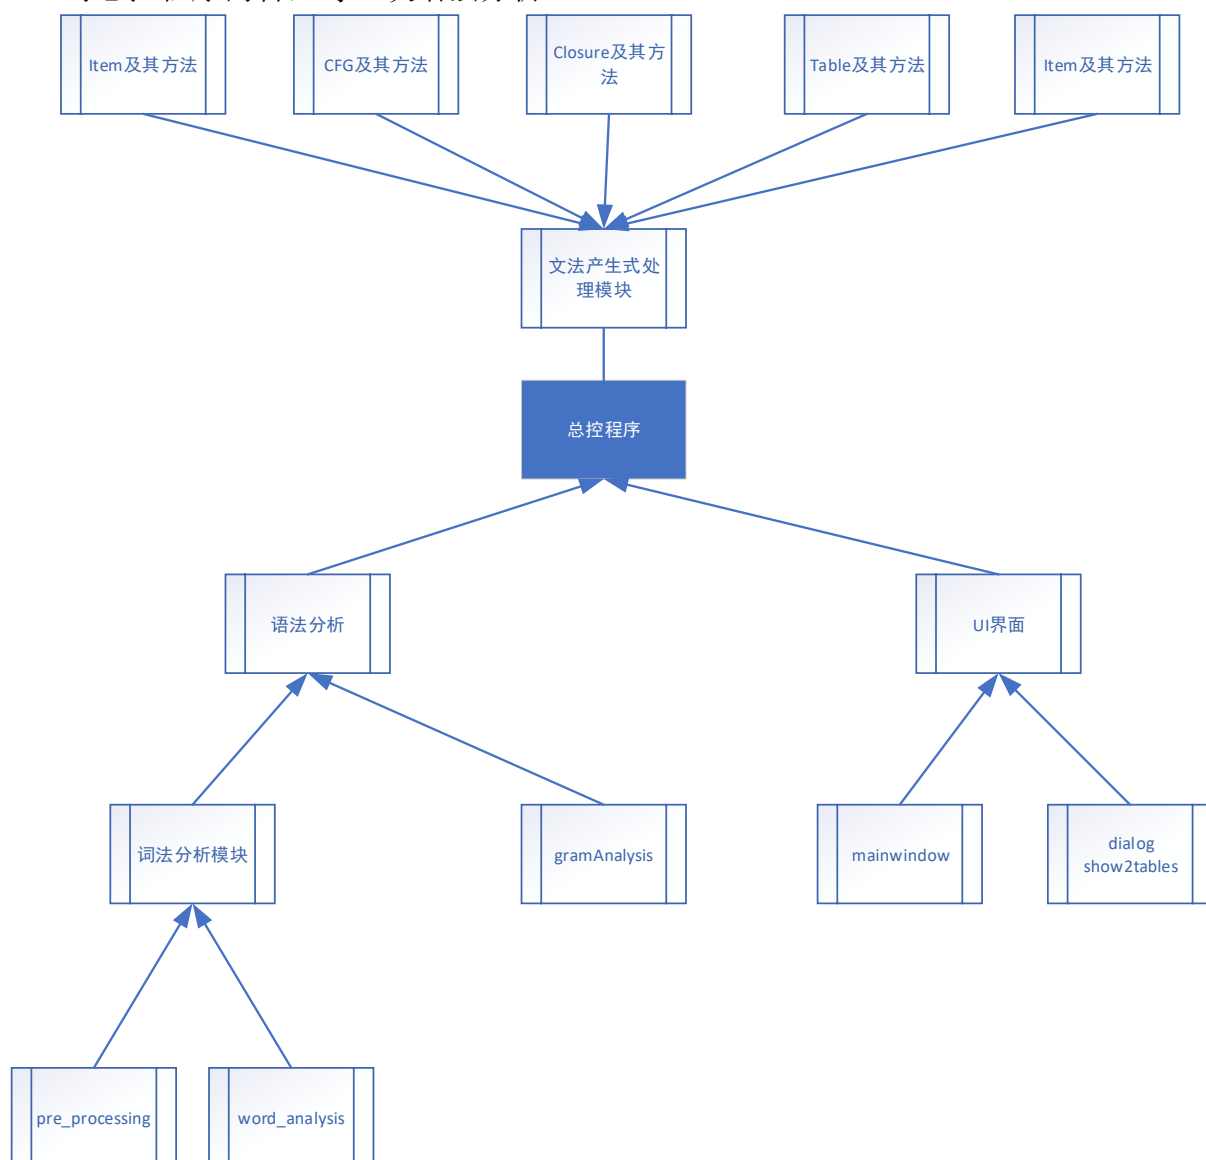 Item及其方法
CFG及其方法
Closure及其方
法
Table及其方法
Item及其方法
文法产生式处
理模块
总控程序
语法分析
UI界面
词法分析模块
gramAnalysis
mainwindow
dialog
show2tables
pre_processing
word_analysis